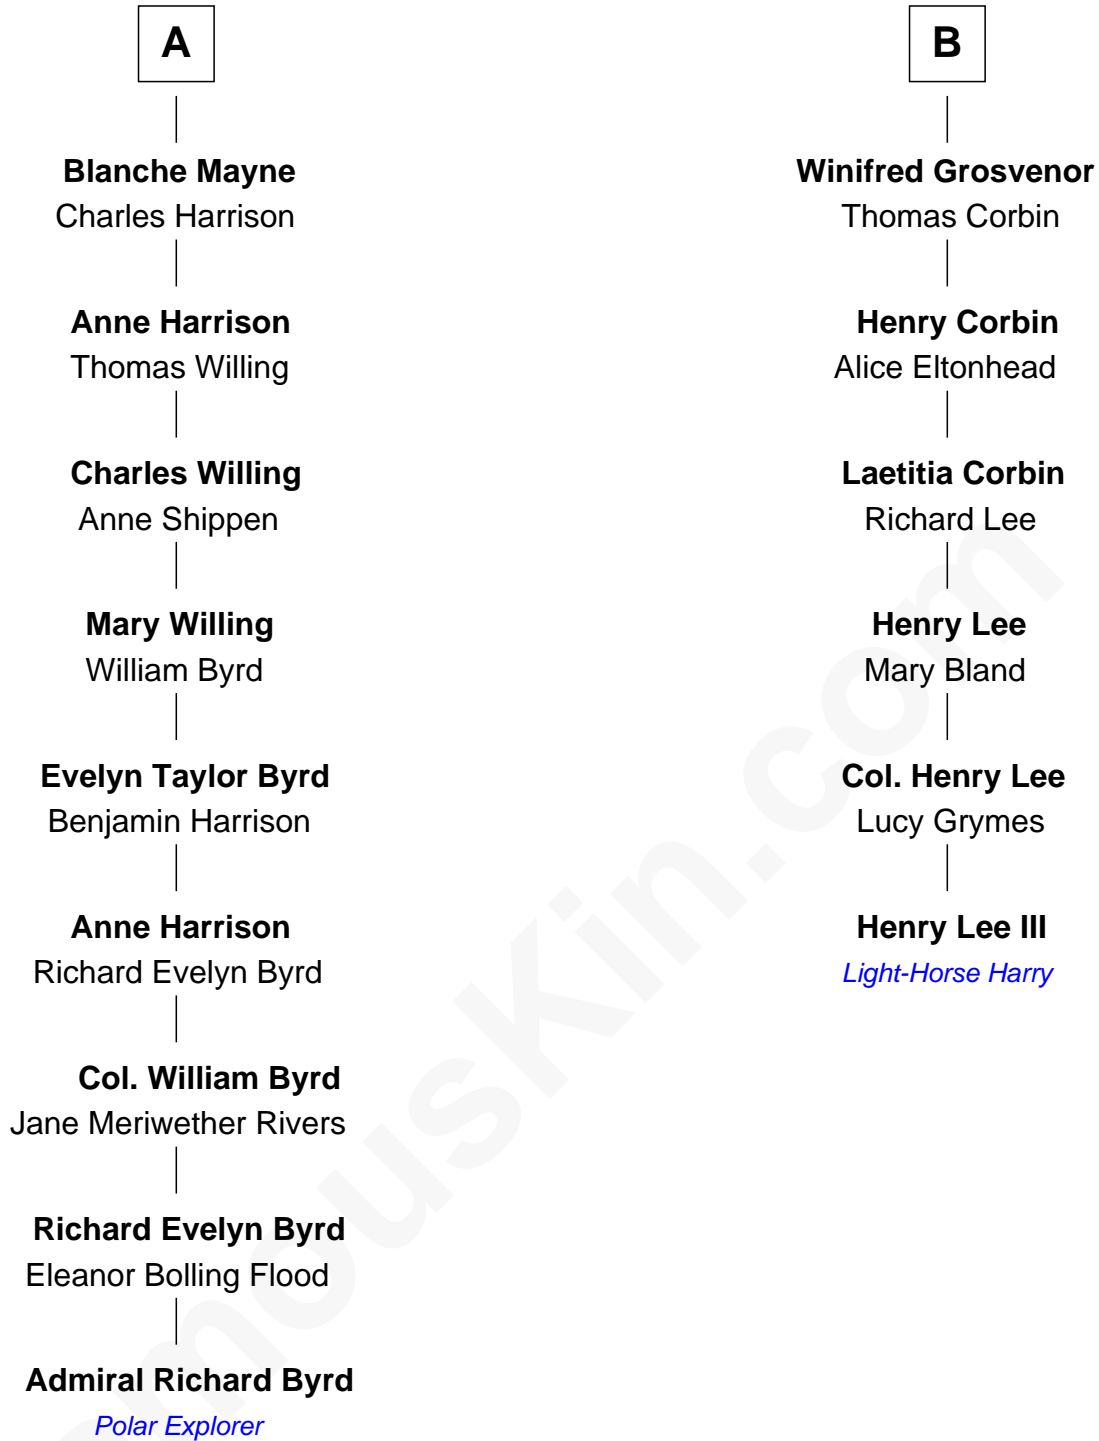 A
Blanche Mayne
Charles Harrison
Anne Harrison
Thomas Willing
Charles Willing
Anne Shippen
Mary Willing
William Byrd
Evelyn Taylor Byrd
Benjamin Harrison
Anne Harrison
Richard Evelyn Byrd
Col. William Byrd
Jane Meriwether Rivers
Richard Evelyn Byrd
Eleanor Bolling Flood
Admiral Richard Byrd
Polar Explorer
B
Winifred Grosvenor
Thomas Corbin
Henry Corbin
Alice Eltonhead
Laetitia Corbin
Richard Lee
Henry Lee
Mary Bland
Col. Henry Lee
Lucy Grymes
Henry Lee III
Light-Horse Harry
mousKin.com